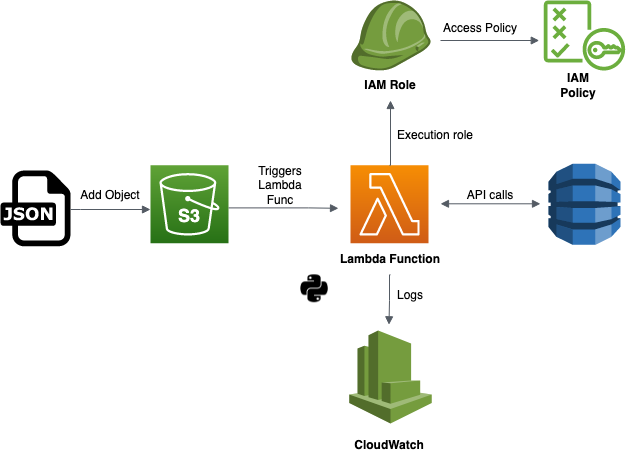 Access Policy
IAM Role
IAM
Policy
Execution role
JSON
Add Object
S3
Triggers
Lambda
Func
API calls
Lambda Function
Logs
CloudWatch